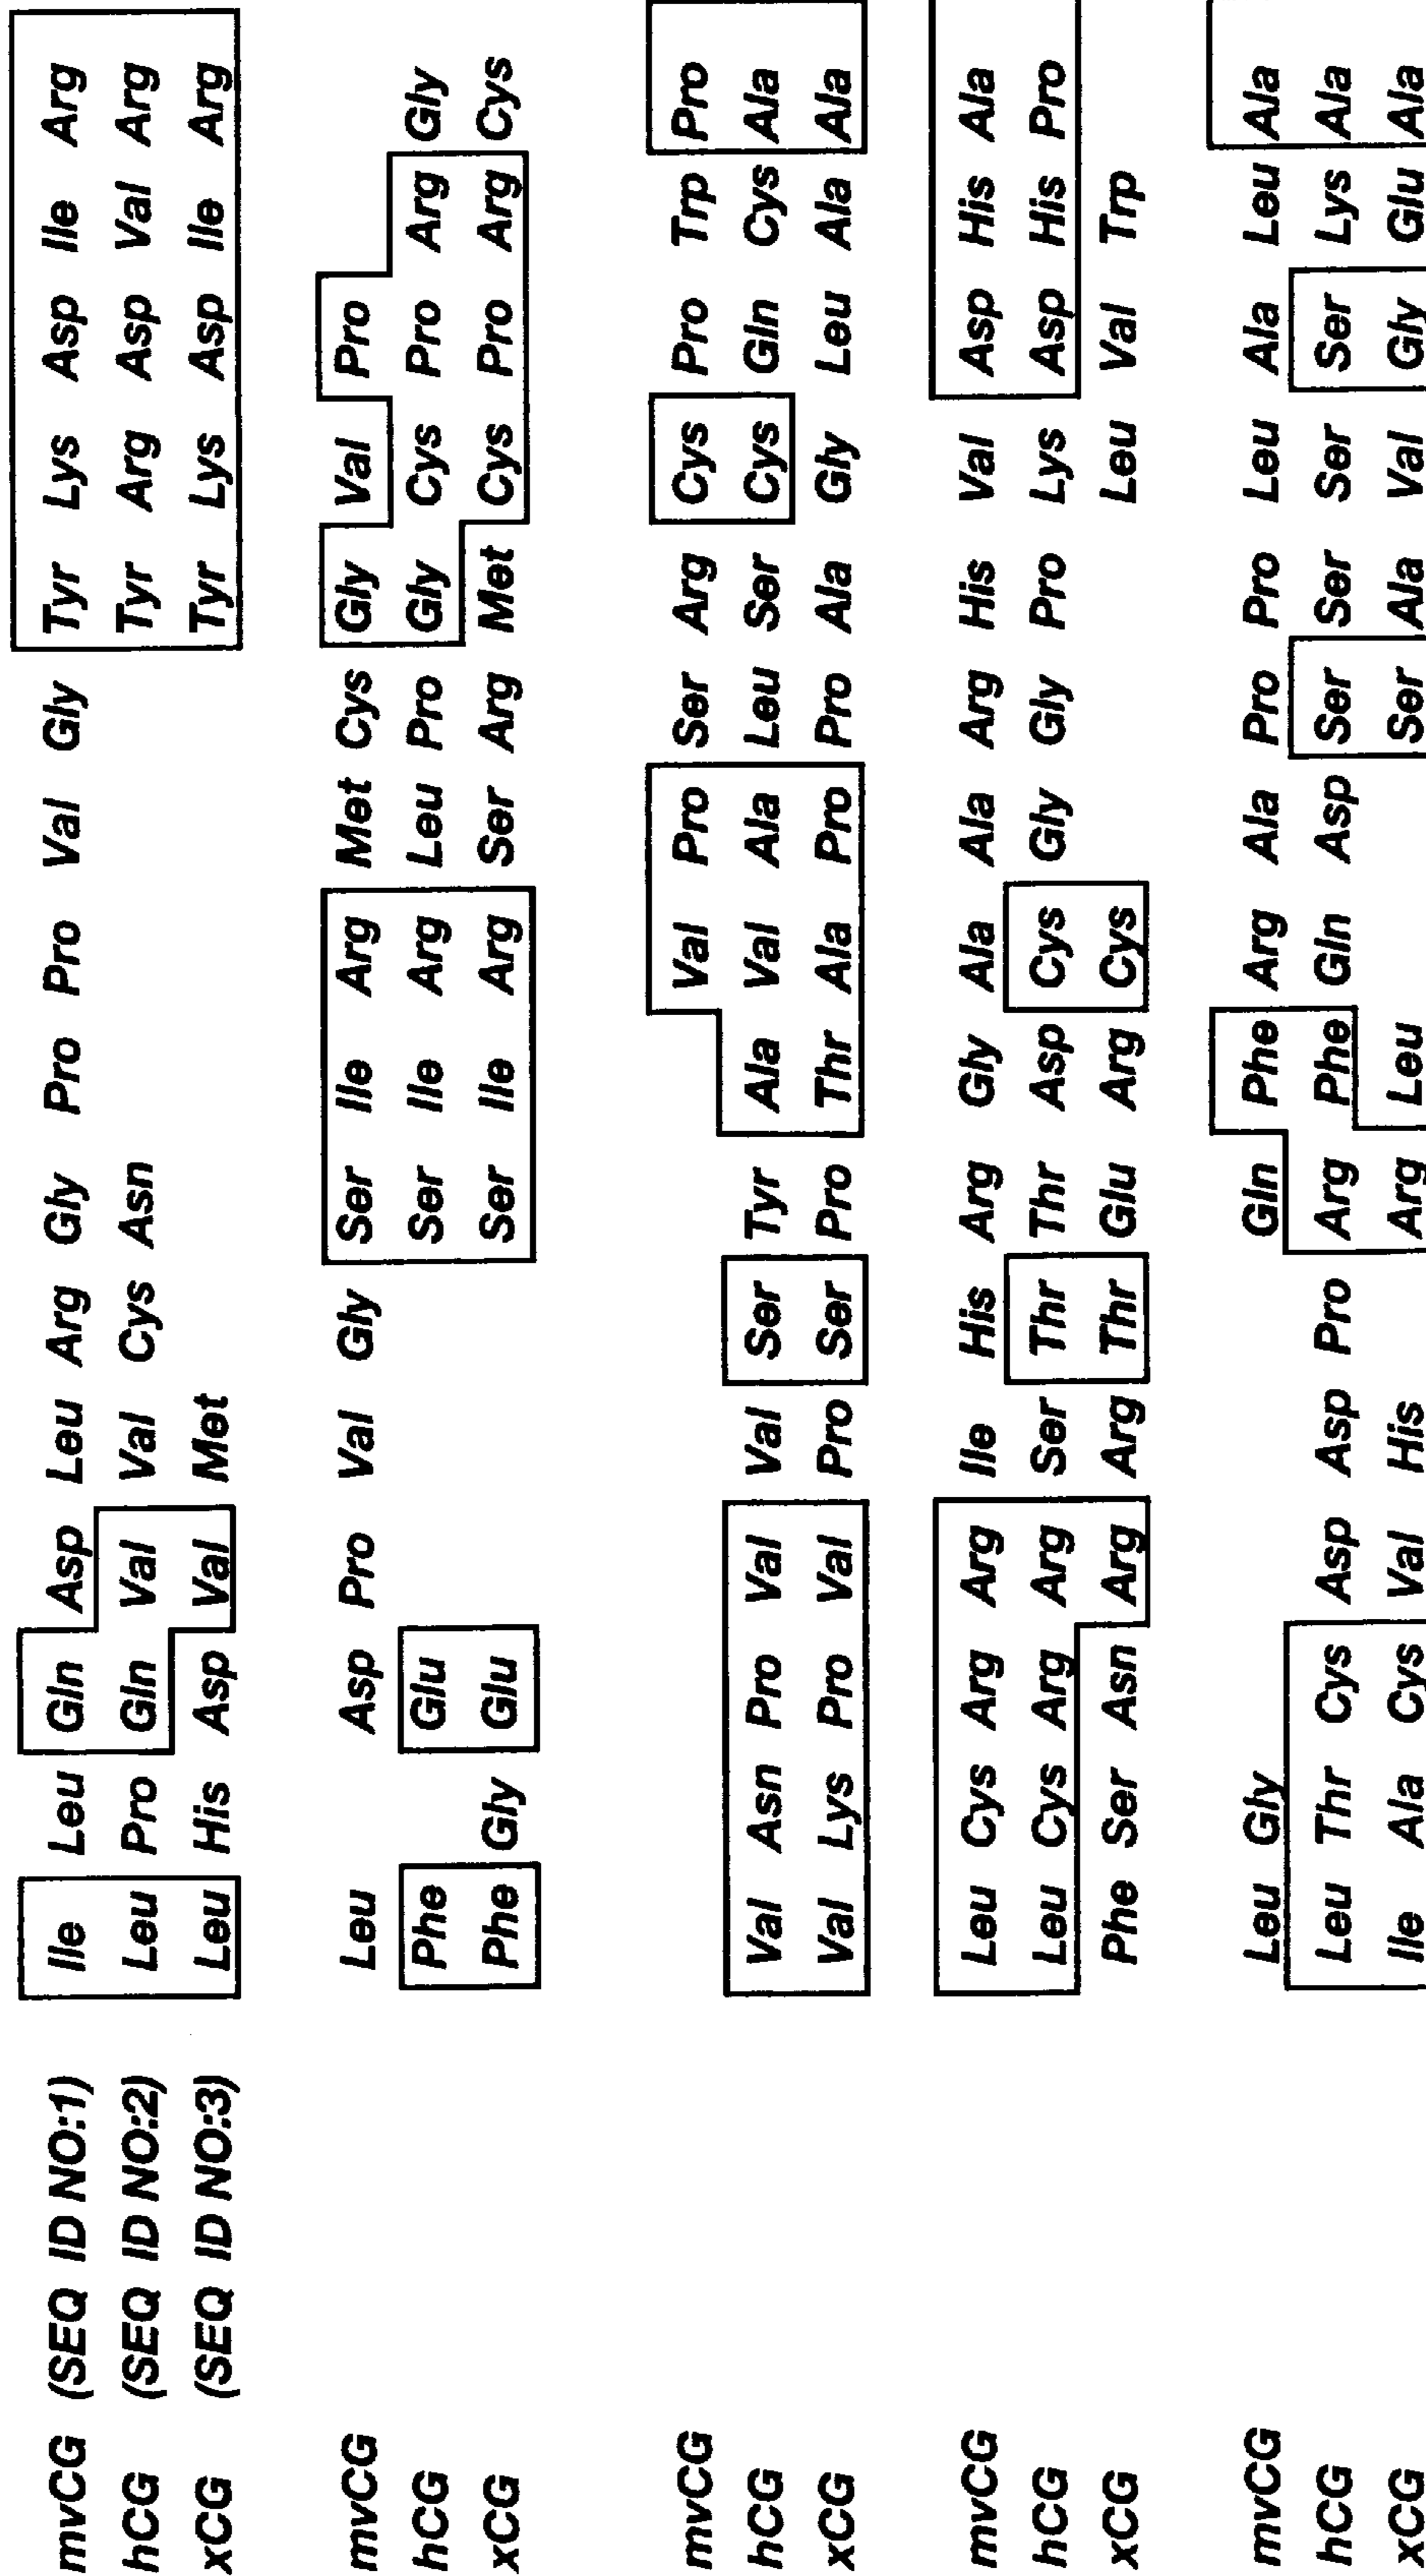 mvCG (SEQ ID NO:1) Ile Leu Gln Asp Leu Arg Gly Pro Pro Val Gly Tyr Lys Asp Ile Arg
hCG (SEQ ID NO:2) Leu Pro Gln Val Val Cys Asn Tyr Arg Asp Val Arg
xCG (SEQ ID NO:3) Leu His Asp Val Met Tyr Lys Asp Ile Arg
mvCG Leu Asp Pro Val Gly Ser Ile Arg Met Cys Gly Val Pro
hCG Phe Glu Ser Ile Arg Leu Pro Gly Cys Pro Arg Gly
xCG Phe Gly Glu Ser Ile Arg Ser Arg Met Cys Pro Arg Cys
mvCG Val Pro Ser Arg Cys Pro Trp Pro
hCG Val Asn Pro Val Val Ser Tyr Ala Val Ala Leu Ser Cys Gln Cys Ala
xCG Val Lys Pro Val Pro Ser Pro Thr Ala Pro Pro Ala Gly Leu Ala Ala
mvCG Leu Cys Arg Arg Ile His Arg Gly Ala Ala Arg His Val Asp His Ala
hCG Leu Cys Arg Arg Ser Thr Thr Asp Cys Gly Gly Pro Lys Asp His Pro
xCG Phe Ser Asn Arg Arg Thr Glu Arg Cys Leu Val Trp
mvCG Leu Gly Gln Phe Arg Ala Pro Pro Leu Ala Leu Ala
hCG Leu Thr Cys Asp Asp Pro Arg Phe Gln Asp Ser Ser Ser Ser Lys Ala
xCG Ile Ala Cys Val His Arg Leu Ser Ala Val Gly Glu Ala